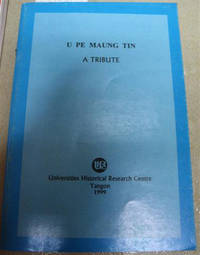 U PE MAUNG TIN
A TRIBUTE
Universities Historical Research Centre
Yangon
1999